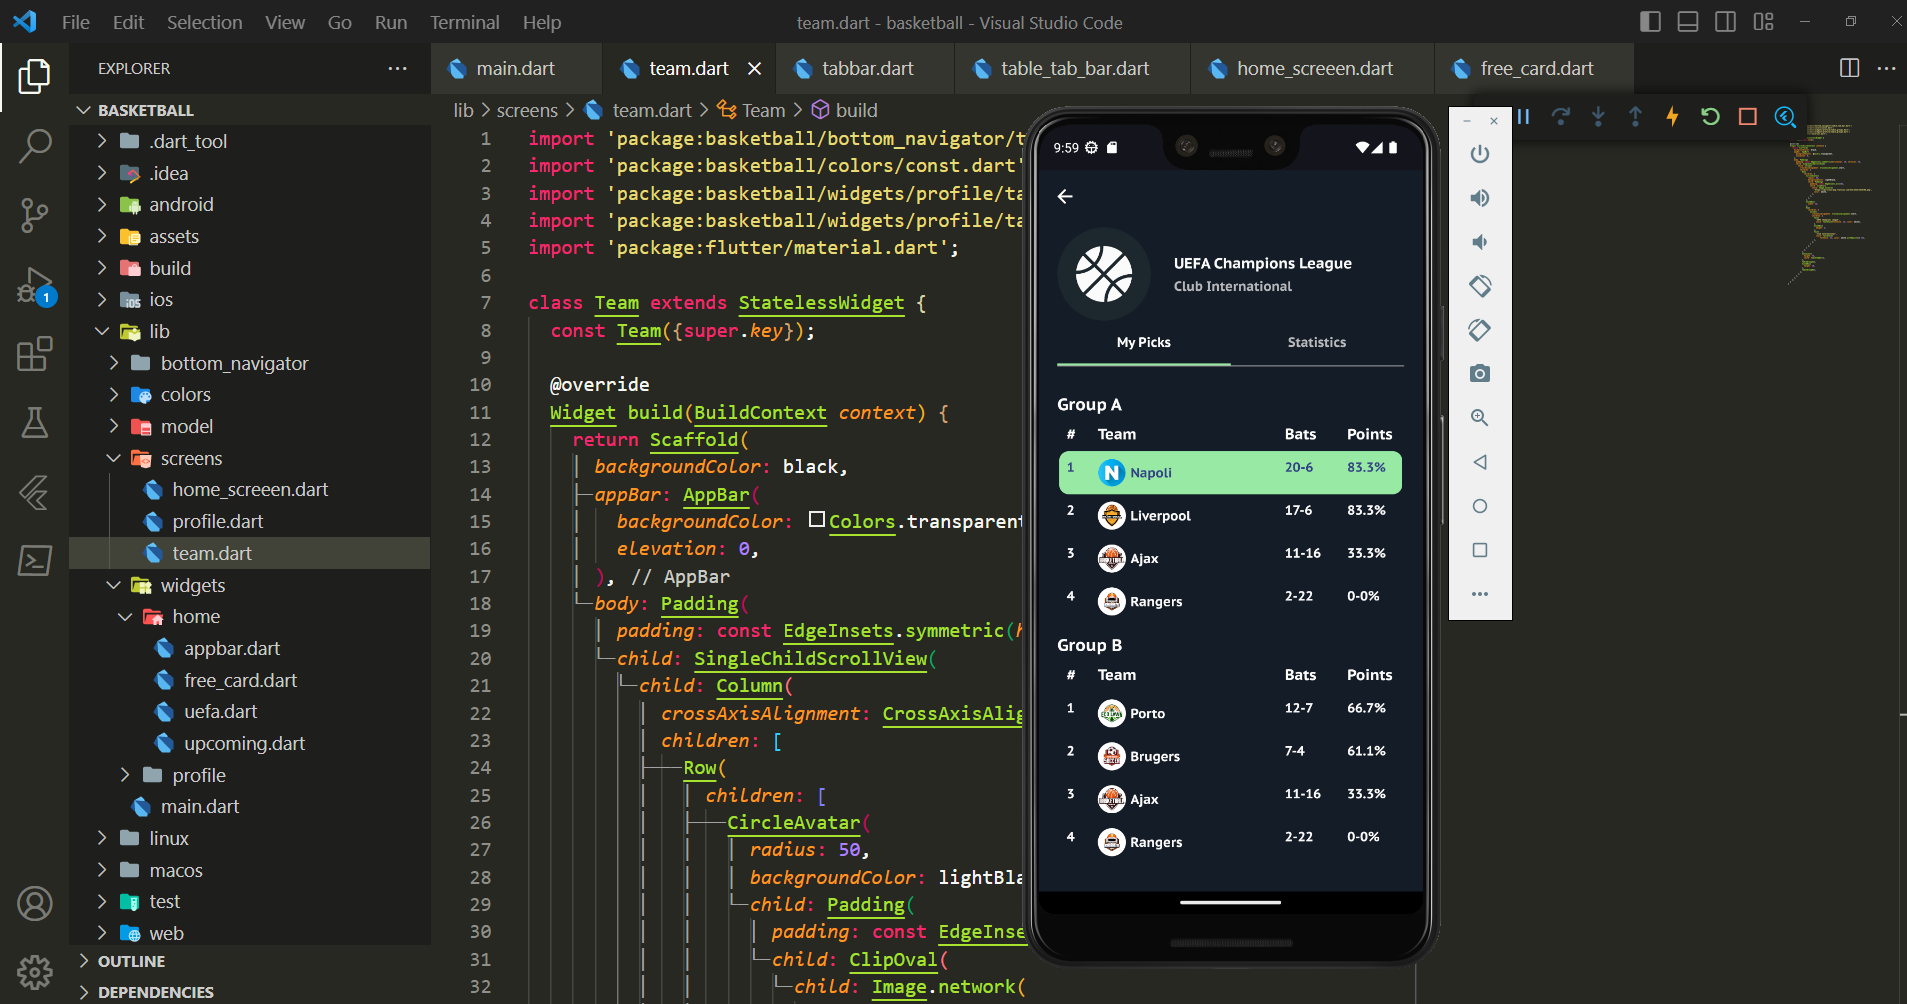 File Edit Selection View Go Run Terminal Help
team.dart - basketball - Visual Studio Code
EXPLORER
main.dart
team.dart
tabbar.dart
table_tab_bar.dart
home_screeen.dart
free_card.dart
BASKETBALL
.dart_tool
.idea
android
assets
build
ios
lib
bottom_navigator
colors
model
screens
home_screeen.dart
profile.dart
team.dart
widgets
home
appbar.dart
free_card.dart
uefa.dart
upcoming.dart
profile
main.dart
linux
macos
test
web
OUTLINE
DEPENDENCIES
1
lib > screens > team.dart > Team > build
1 import 'package:basketball/bottom_navigator/t
2 import 'package:basketball/colors/const.dart'
3 import 'package:basketball/widgets/profile/ta
4 import 'package:basketball/widgets/profile/ta
5 import 'package:flutter/material.dart';
6
7 class Team extends StatelessWidget {
8 const Team({super.key});
9
10 @override
11 Widget build(BuildContext context) {
12 return Scaffold(
13 backgroundColor: black,
14 appBar: AppBar(
15 backgroundColor: Colors.transparent
16 elevation: 0,
17 ), // AppBar
18 body: Padding(
19 padding: const EdgeInsets.symmetric(h
20 child: SingleChildScrollView(
21 child: Column(
22 crossAxisAlignment: CrossAxisAlig
23 children: [
24 Row(
25 children: [
26 CircleAvatar(
27 radius: 50,
28 backgroundColor: lightBla
29 child: Padding(
30 padding: const EdgeInse
31 child: ClipOval(
32 child: Image.network(
9:59
UEFA Champions League
Club International
My Picks Statistics
Group A
# Team Bats Points
1 N Napoli 20-6 83.3%
2 Liverpool 17-6 83.3%
3 Ajax 11-16 33.3%
4 Rangers 2-22 0-0%
Group B
# Team Bats Points
1 Porto 12-7 66.7%
2 Brugers 7-4 61.1%
3 Ajax 11-16 33.3%
4 Rangers 2-22 0-0%